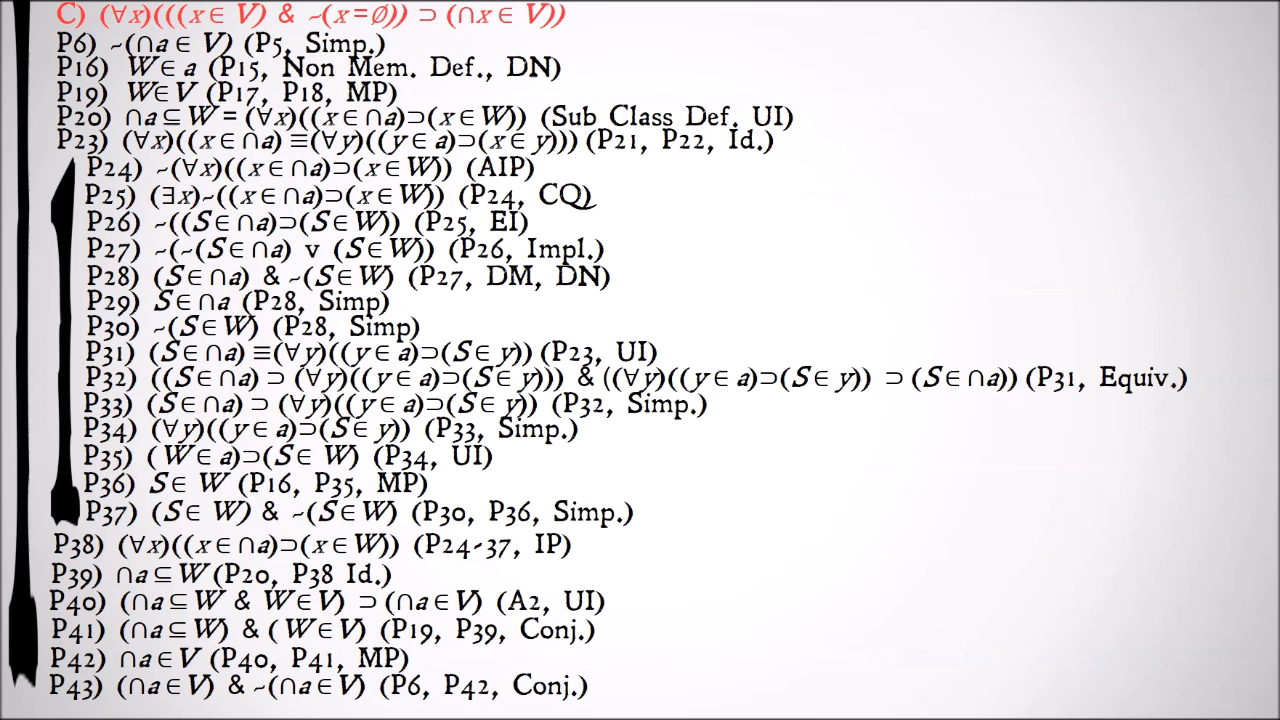 C) (∀x)(((x∈V) & ~(x=∅)) ⊃ (∩x∈V))
P6) ~(∩a∈V) (P5, Simp.)
P16) W∈a (P15, Non Mem. Def., DN)
P19) W∈V (P17, P18, MP)
P20) ∩a⊆W = (∀x)((x∈∩a)⊃(x∈W)) (Sub Class Def. UI)
P23) (∀x)((x∈∩a) ≡(∀y)((y∈a)⊃(x∈y))) (P21, P22, Id.)
P24) ~(∀x)((x∈∩a)⊃(x∈W)) (AIP)
P25) (∃x)~((x∈∩a)⊃(x∈W)) (P24, CQ)
P26) ~((S∈∩a)⊃(S∈W)) (P25, EI)
P27) ~(~(S∈∩a) v (S∈W)) (P26, Impl.)
P28) (S∈∩a) & ~(S∈W) (P27, DM, DN)
P29) S∈∩a (P28, Simp)
P30) ~(S∈W) (P28, Simp)
P31) (S∈∩a) ≡(∀y)((y∈a)⊃(S∈y)) (P23, UI)
P32) ((S∈∩a) ⊃ (∀y)((y∈a)⊃(S∈y))) & ((∀y)((y∈a)⊃(S∈y)) ⊃ (S∈∩a)) (P31, Equiv.)
P33) (S∈∩a) ⊃ (∀y)((y∈a)⊃(S∈y)) (P32, Simp.)
P34) (∀y)((y∈a)⊃(S∈y)) (P33, Simp.)
P35) (W∈a)⊃(S∈W) (P34, UI)
P36) S∈W (P16, P35, MP)
P37) (S∈W) & ~(S∈W) (P30, P36, Simp.)
P38) (∀x)((x∈∩a)⊃(x∈W)) (P24-37, IP)
P39) ∩a⊆W (P20, P38 Id.)
P40) (∩a⊆W & W∈V) ⊃ (∩a∈V) (A2, UI)
P41) (∩a⊆W) & (W∈V) (P19, P39, Conj.)
P42) ∩a∈V (P40, P41, MP)
P43) (∩a∈V) & ~(∩a∈V) (P6, P42, Conj.)